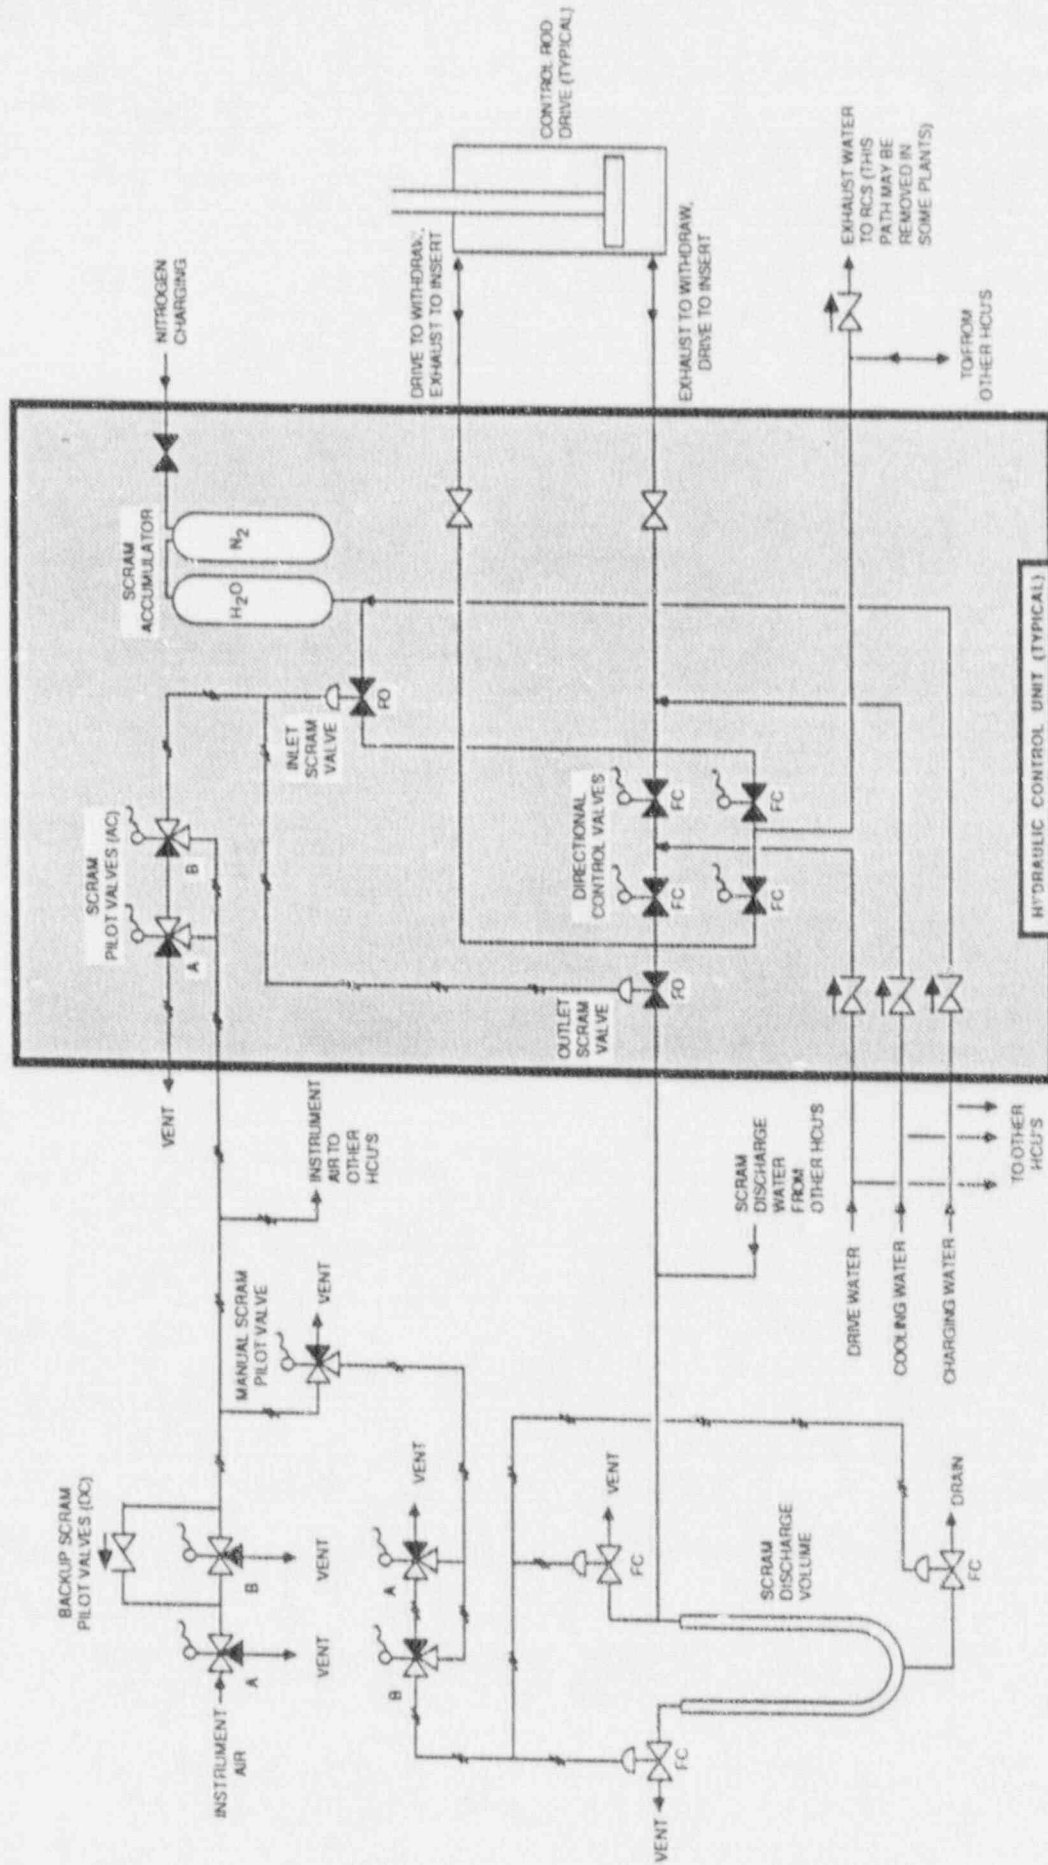 BACKUP SCRAM
PILOT VALVES (DC)
INSTRUMENT
AIR
A
B
VENT
VENT
MANUAL SCRAM
PILOT VALVE
VENT
INSTRUMENT
AIR TO
OTHER
HCU'S
VENT
SCRAM
PILOT VALVES (AC)
A
B
SCRAM
ACCUMULATOR
H2O
N2
NITROGEN
CHARGING
INLET
SCRAM
VALVE
FO
DRIVE TO WITHDRAW,
EXHAUST TO INSERT
CONTROL ROD
DRIVE (TYPICAL)
B
A
VENT
VENT
FC
VENT
FC
SCRAM
DISCHARGE
VOLUME
DRAIN
FC
SCRAM
DISCHARGE
WATER
FROM
OTHER HCU'S
OUTLET
SCRAM
VALVE
FO
DIRECTIONAL
CONTROL VALVES
FC
FC
FC
FC
EXHAUST TO WITHDRAW,
DRIVE TO INSERT
DRIVE WATER
COOLING WATER
CHARGING WATER
TO OTHER
HCU'S
EXHAUST WATER
TO RCS (THIS
PATH MAY BE
REMOVED IN
SOME PLANTS)
TO/FROM
OTHER HCU'S
HYDRAULIC CONTROL UNIT (TYPICAL)